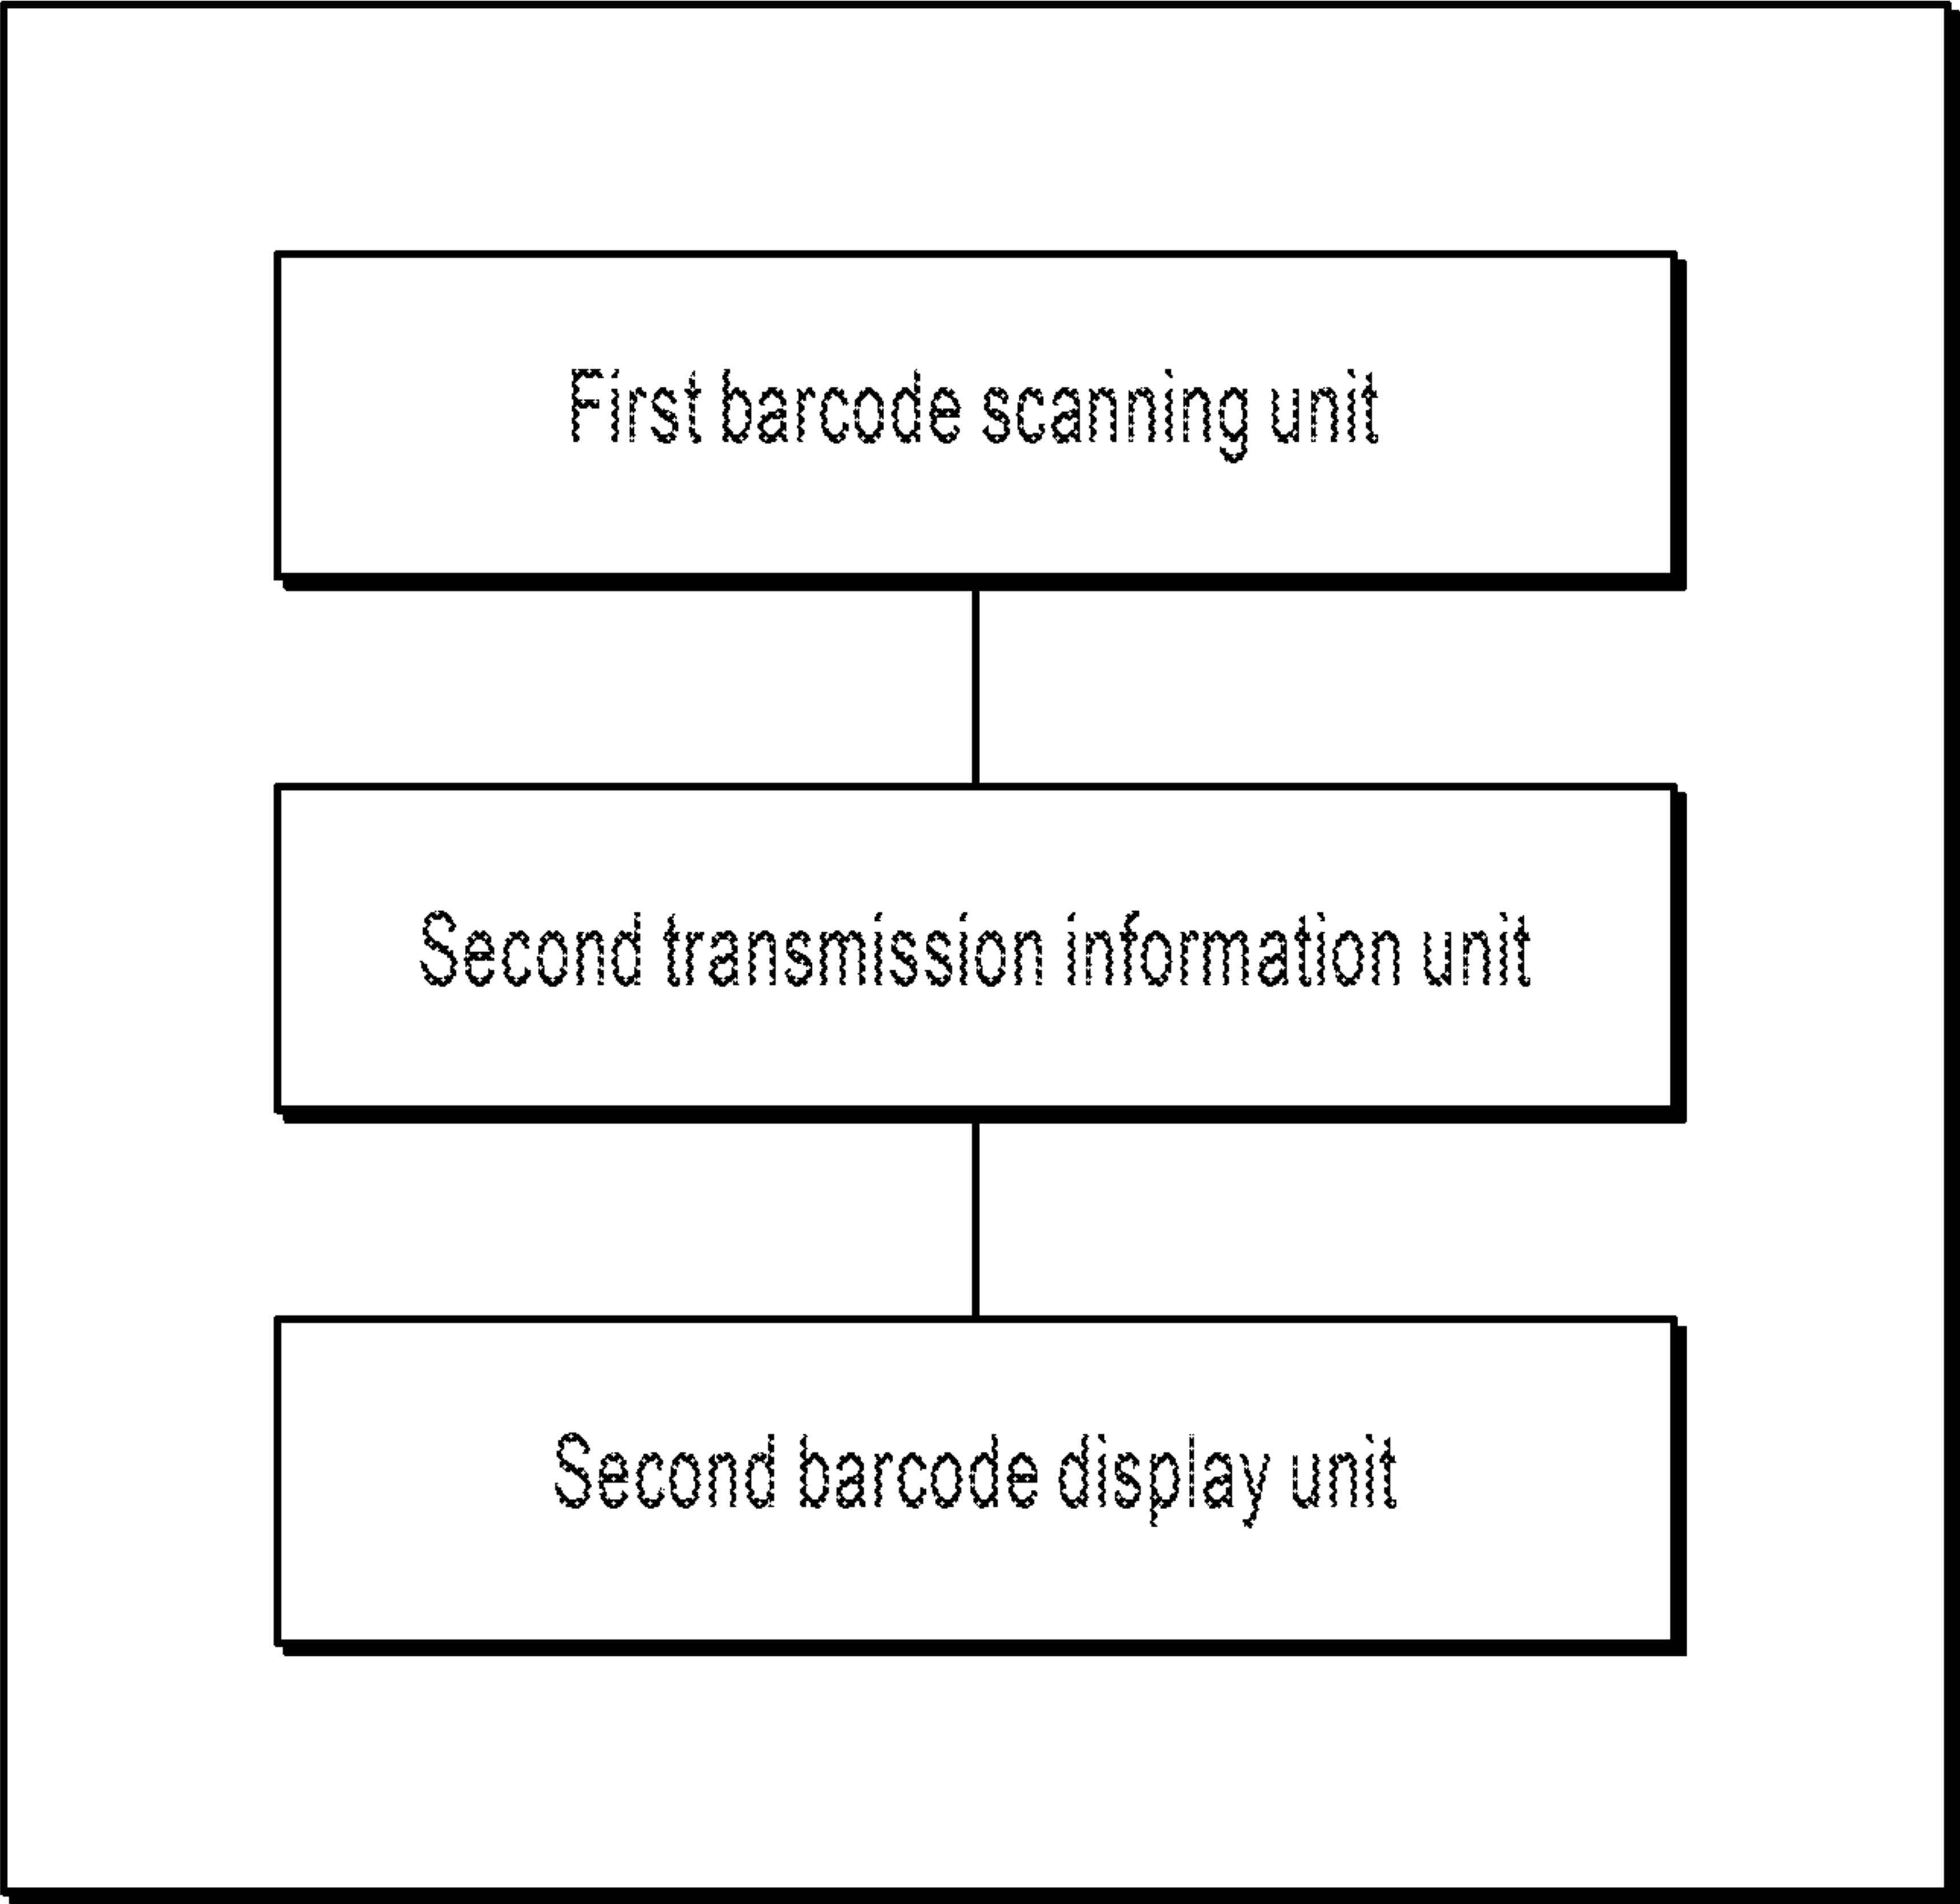 First barcode scanning unit
Second transmission information unit
Second barcode display unit